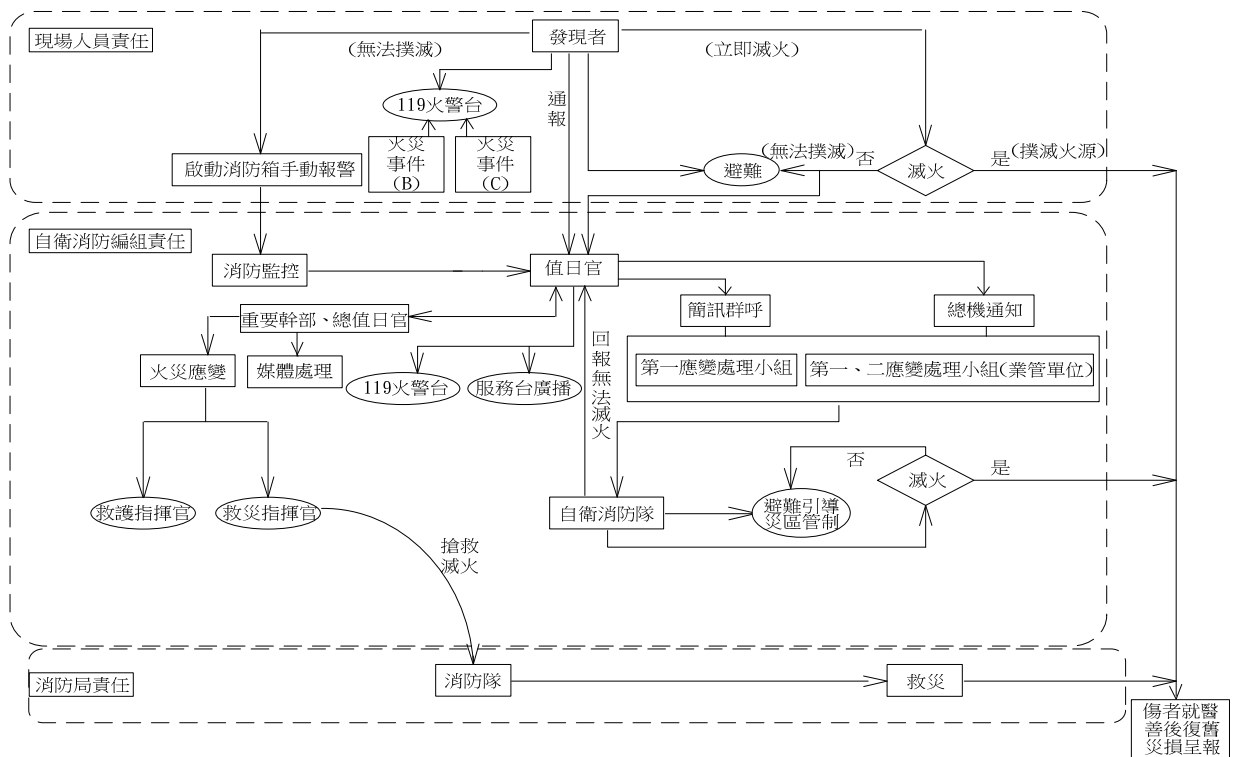 現場人員責任
發現者
(無法撲滅)
(立即滅火)
119火警台
通報
火災
事件
(B)
火災
事件
(C)
啟動消防箱手動報警
避難
(無法撲滅)
否
滅火
是
(撲滅火源)
自衛消防編組責任
消防監控
值日官
簡訊群呼
總機通知
重要幹部、總值日官
火災應變
媒體處理
119火警台
服務台廣播
回報無法滅火
第一應變處理小組
第一、二應變處理小組(業管單位)
否
滅火
是
救護指揮官
救災指揮官
自衛消防隊
避難引導
災區管制
搶救
滅火
消防局責任
消防隊
救災
傷者就醫
善後復舊
災損呈報